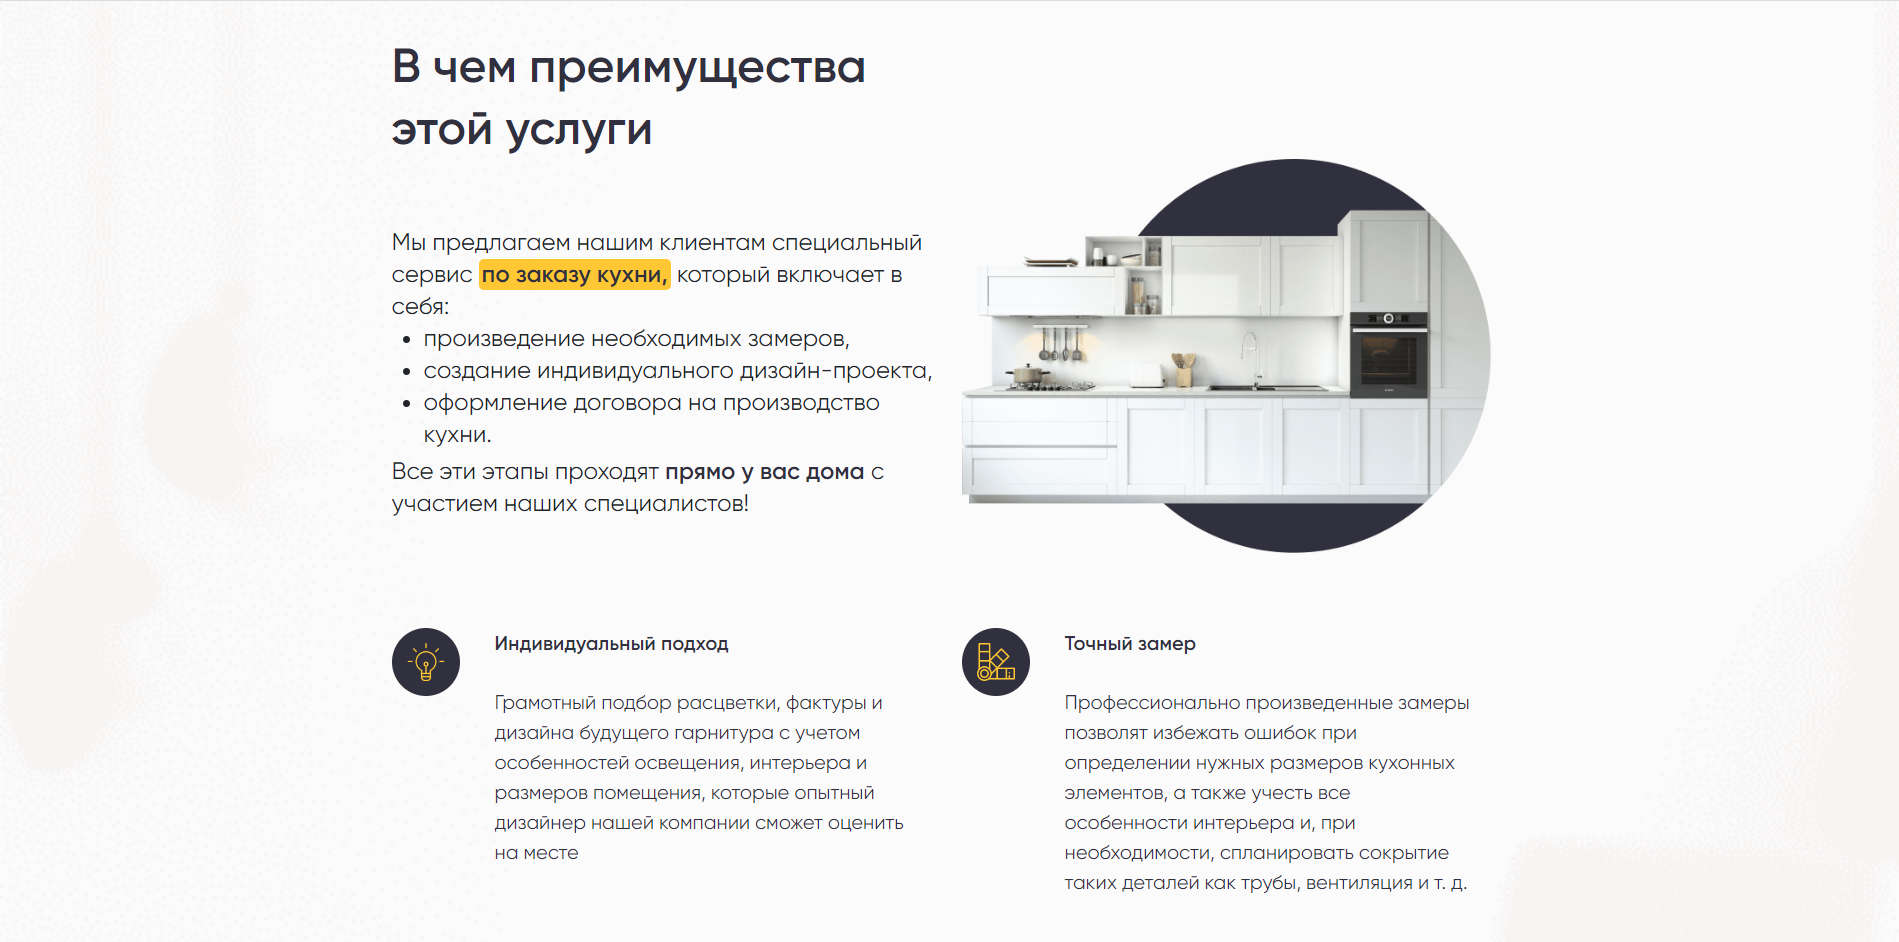 В чем преимущества
этой услуги
Мы предлагаем нашим клиентам специальный
сервис по заказу кухни, который включает в
себя:
• произведение необходимых замеров,
• создание индивидуального дизайн-проекта,
• оформление договора на производство
кухни.
Все эти этапы проходят прямо у вас дома с
участием наших специалистов!
Индивидуальный подход
Грамотный подбор расцветки, фактуры и
дизайна будущего гарнитура с учетом
особенностей освещения, интерьера и
размеров помещения, которые опытный
дизайнер нашей компании сможет оценить
на месте
Точный замер
Профессионально произведенные замеры
позволят избежать ошибок при
определении нужных размеров кухонных
элементов, а также учесть все
особенности интерьера и, при
необходимости, спланировать сокрытие
таких деталей как трубы, вентиляция и т. д.